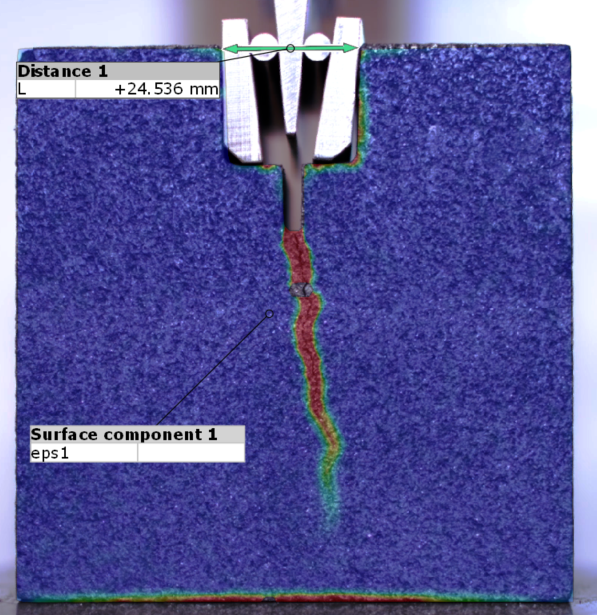 Distance 1
L +24.536 mm
Surface component 1
eps1